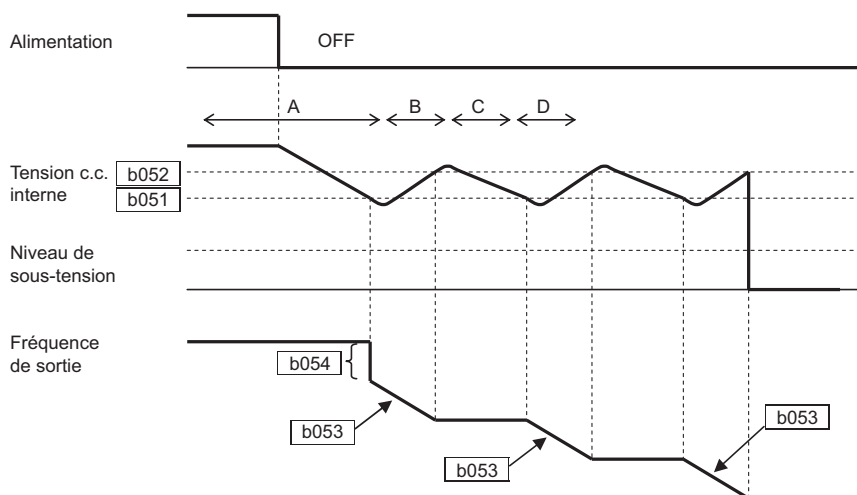 Alimentation
OFF
A
B
C
D
Tension c.c.
interne
b052
b051
Niveau de
sous-tension
Fréquence
de sortie
b054
b053
b053
b053